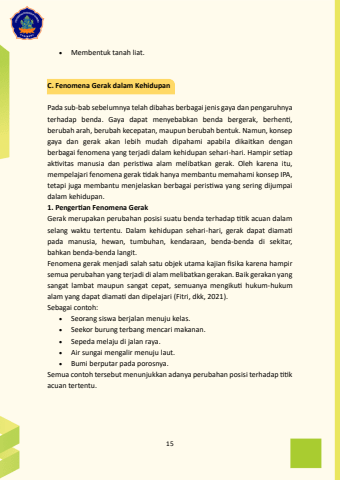 • Membentuk tanah liat.
C. Fenomena Gerak dalam Kehidupan
Pada sub-bab sebelumnya telah dibahas berbagai jenis gaya dan pengaruhnya
terhadap benda. Gaya dapat menyebabkan benda bergerak, berhenti,
berubah arah, berubah kecepatan, maupun berubah bentuk. Namun, konsep
gaya dan gerak akan lebih mudah dipahami apabila dikaitkan dengan
berbagai fenomena yang terjadi dalam kehidupan sehari-hari. Hampir setiap
aktivitas manusia dan peristiwa alam melibatkan gerak. Oleh karena itu,
mempelajari fenomena gerak tidak hanya membantu memahami konsep IPA,
tetapi juga membantu menjelaskan berbagai peristiwa yang sering dijumpai
dalam kehidupan.
1. Pengertian Fenomena Gerak
Gerak merupakan perubahan posisi suatu benda terhadap titik acuan dalam
selang waktu tertentu. Dalam kehidupan sehari-hari, gerak dapat diamati
pada manusia, hewan, tumbuhan, kendaraan, benda-benda di sekitar,
bahkan benda-benda langit.
Fenomena gerak menjadi salah satu objek utama kajian fisika karena hampir
semua perubahan yang terjadi di alam melibatkan gerakan. Baik gerakan yang
sangat lambat maupun sangat cepat, semuanya mengikuti hukum-hukum
alam yang dapat diamati dan dipelajari (Fitri, dkk, 2021).
Sebagai contoh:
• Seorang siswa berjalan menuju kelas.
• Seekor burung terbang mencari makanan.
• Sepeda melaju di jalan raya.
• Air sungai mengalir menuju laut.
• Bumi berputar pada porosnya.
Semua contoh tersebut menunjukkan adanya perubahan posisi terhadap titik
acuan tertentu.
15